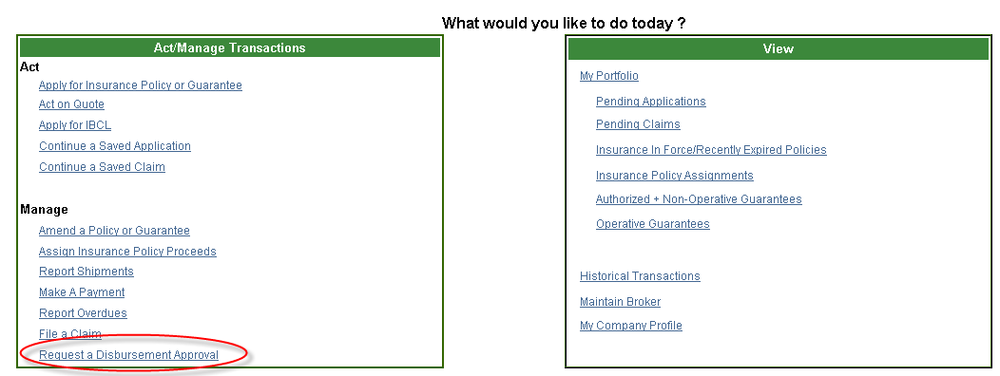 What would you like to do today ?
Act/Manage Transactions
Act
Apply for Insurance Policy or Guarantee
Act on Quote
Apply for IBCL
Continue a Saved Application
Continue a Saved Claim
Manage
Amend a Policy or Guarantee
Assign Insurance Policy Proceeds
Report Shipments
Make A Payment
Report Overdues
File a Claim
Request a Disbursement Approval
View
My Portfolio
Pending Applications
Pending Claims
Insurance In Force/Recently Expired Policies
Insurance Policy Assignments
Authorized + Non-Operative Guarantees
Operative Guarantees
Historical Transactions
Maintain Broker
My Company Profile